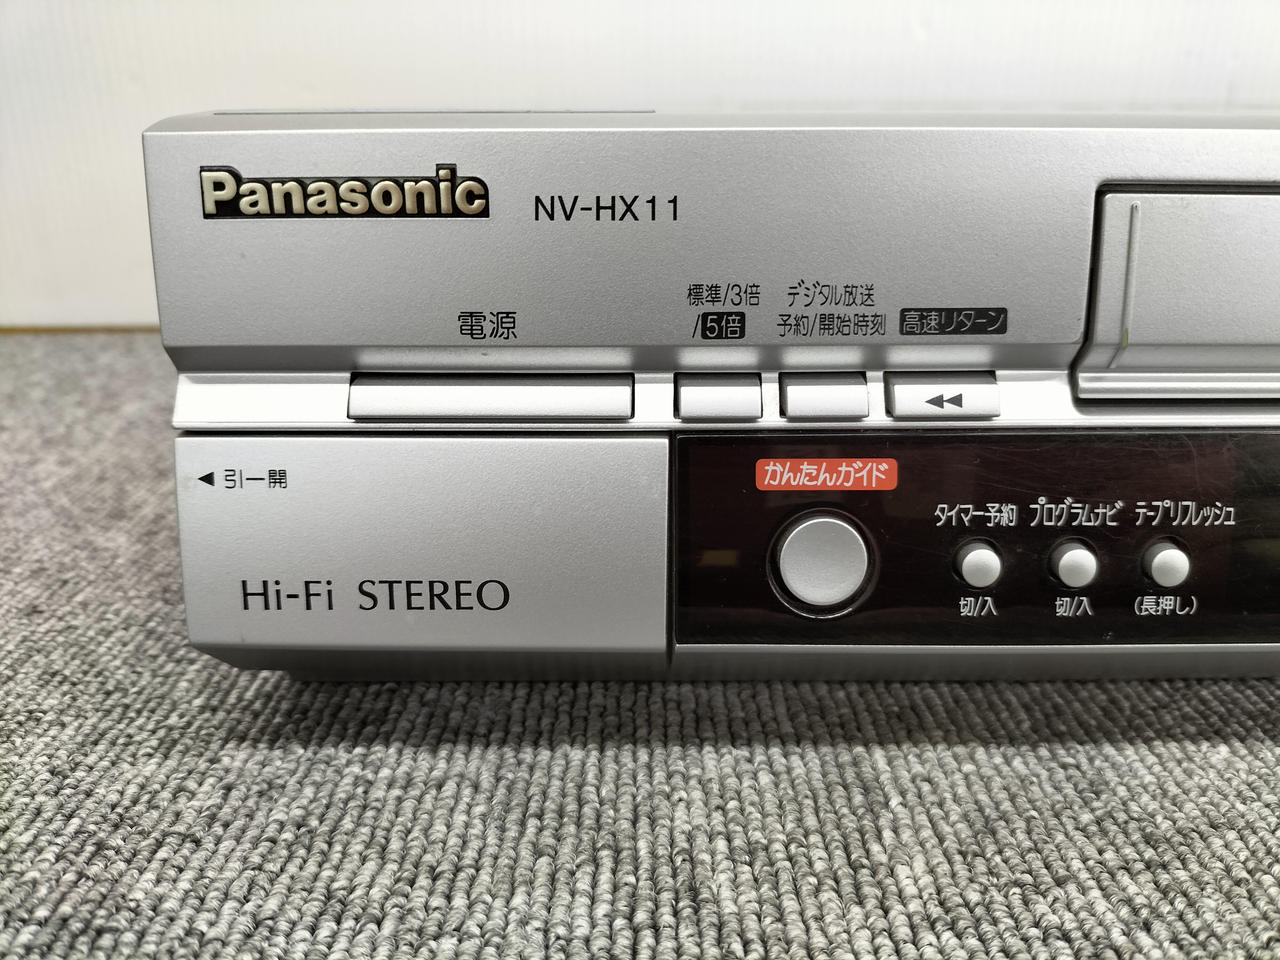 Panasonic NV-HX11
電源
標準/3倍
/5倍
デジタル放送
予約/開始時刻
高速リターン
◀◀
◀ 引一開
Hi-Fi STEREO
かんたんガイド
タイマー予約
切/入
プログラムナビ
切/入
テープリフレッシュ
(長押し)